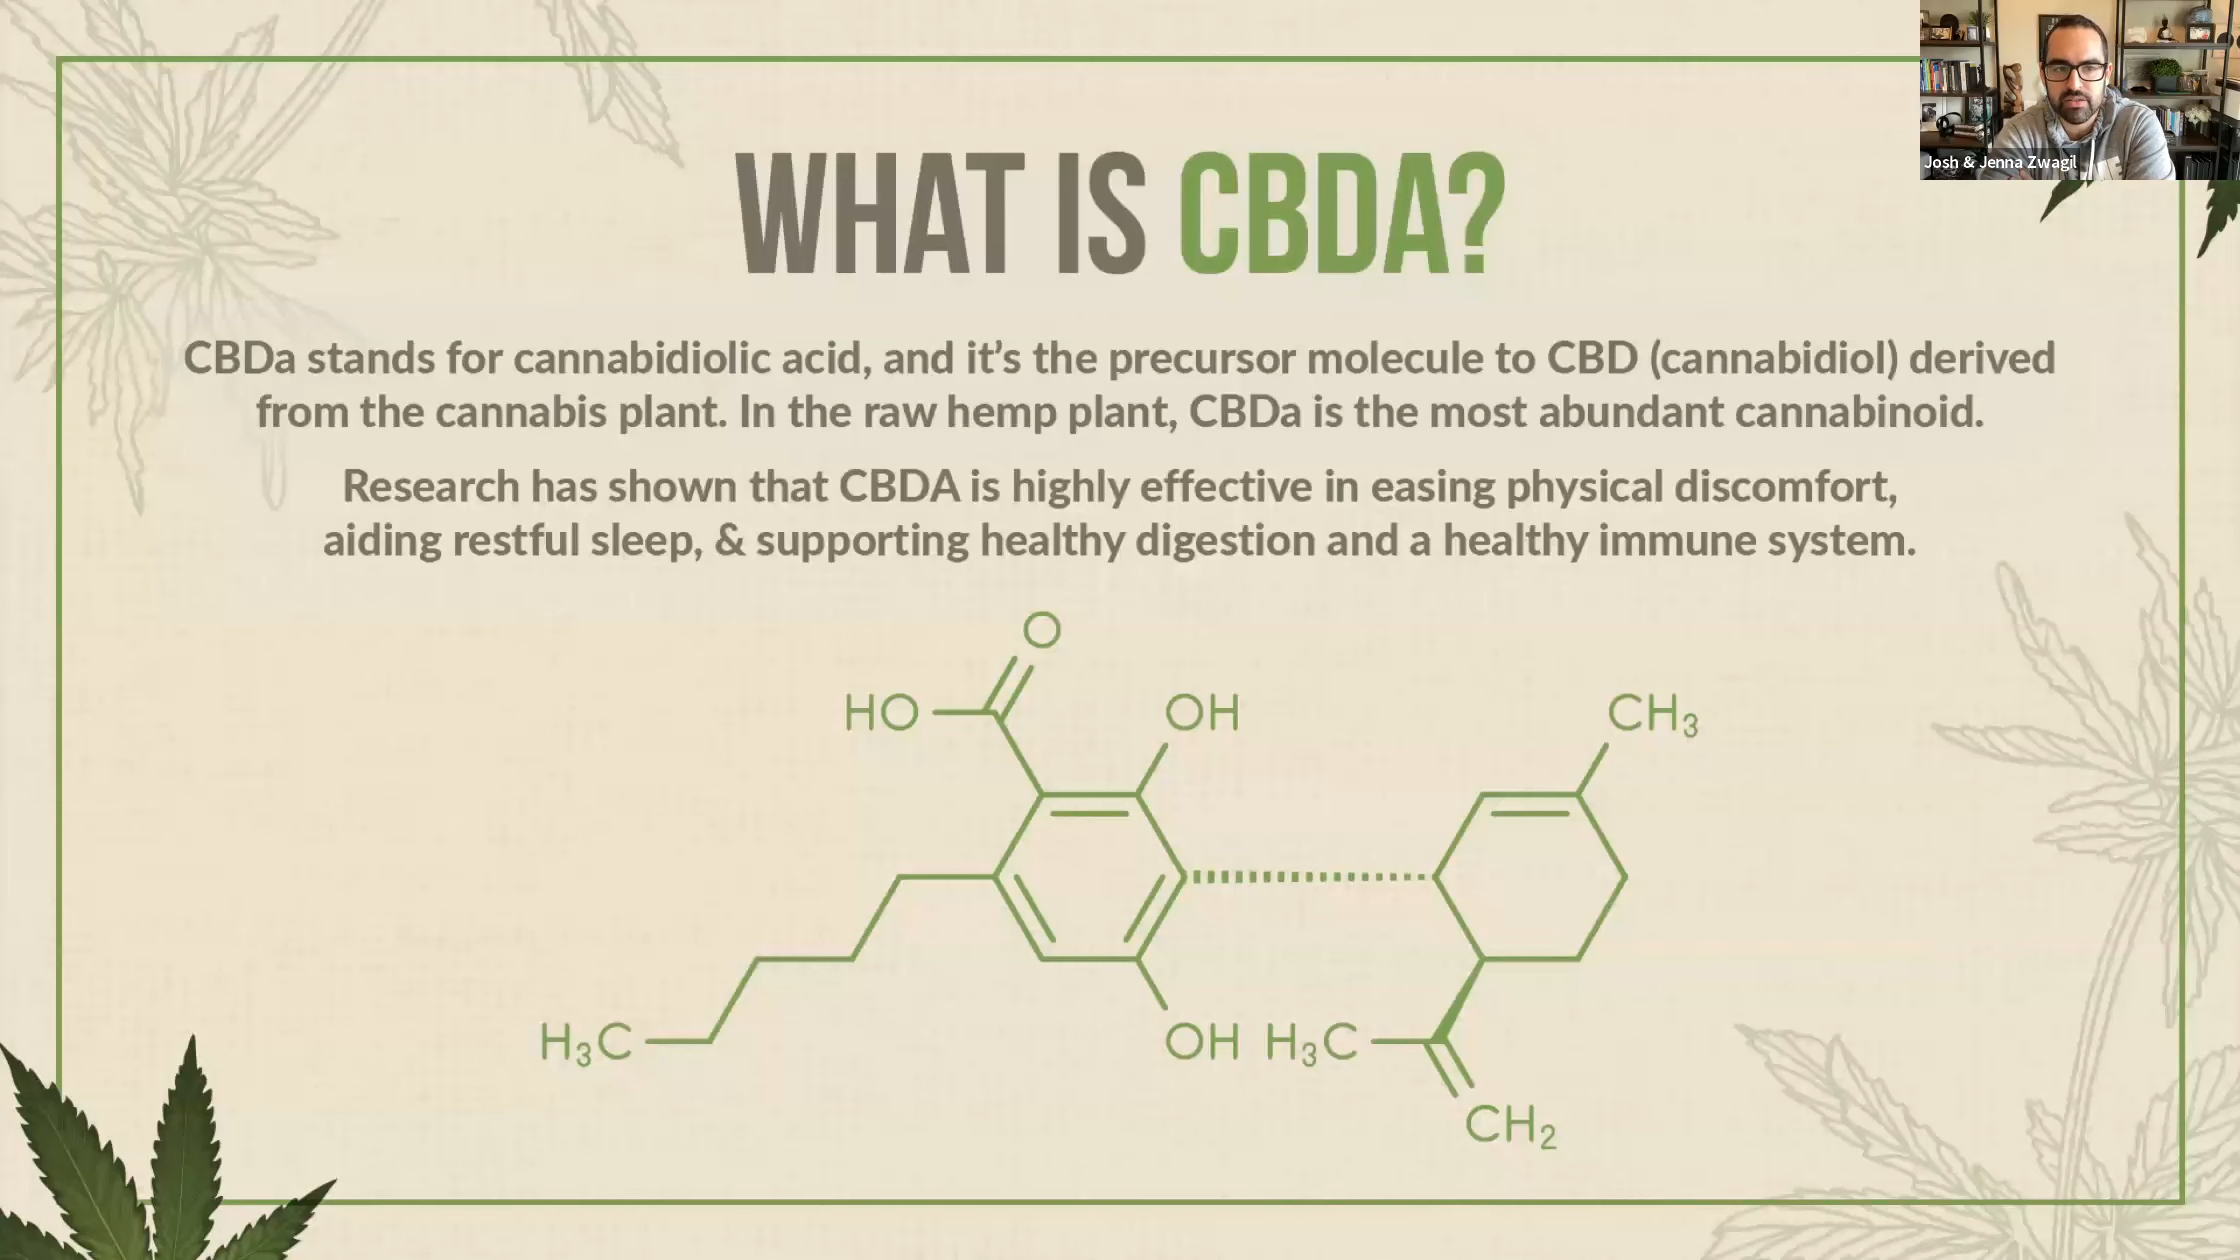 WHAT IS CBDA?
Josh & Jenna Zwagil
CBDa stands for cannabidiolic acid, and it’s the precursor molecule to CBD (cannabidiol) derived
from the cannabis plant. In the raw hemp plant, CBDa is the most abundant cannabinoid.
Research has shown that CBDA is highly effective in easing physical discomfort,
aiding restful sleep, & supporting healthy digestion and a healthy immune system.
O
HO OH CH₃
H₃C OH H₃C
CH₂